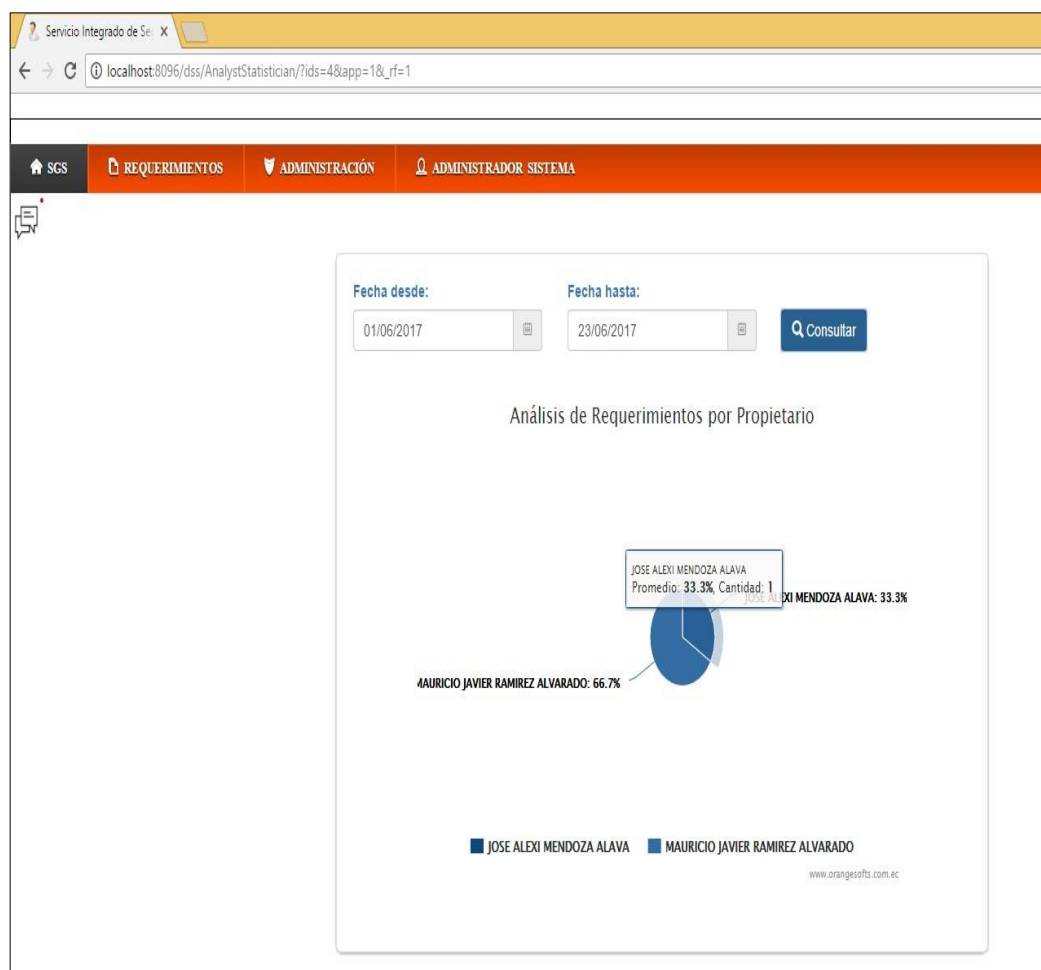 Servicio Integrado de Se
localhost:8096/dss/AnalystStatistician/?ids=4&app=1&_rf=1
SGS REQUERIMIENTOS ADMINISTRACIÓN ADMINISTRADOR SISTEMA
Fecha desde: Fecha hasta:
01/06/2017 23/06/2017 Consultar
Análisis de Requerimientos por Propietario
JOSE ALEXI MENDOZA ALAVA
Promedio: 33.3%, Cantidad: 1
JOSE ALEXI MENDOZA ALAVA: 33.3%
MAURICIO JAVIER RAMIREZ ALVARADO: 66.7%
JOSE ALEXI MENDOZA ALAVA MAURICIO JAVIER RAMIREZ ALVARADO
www.orangesofts.com.ec